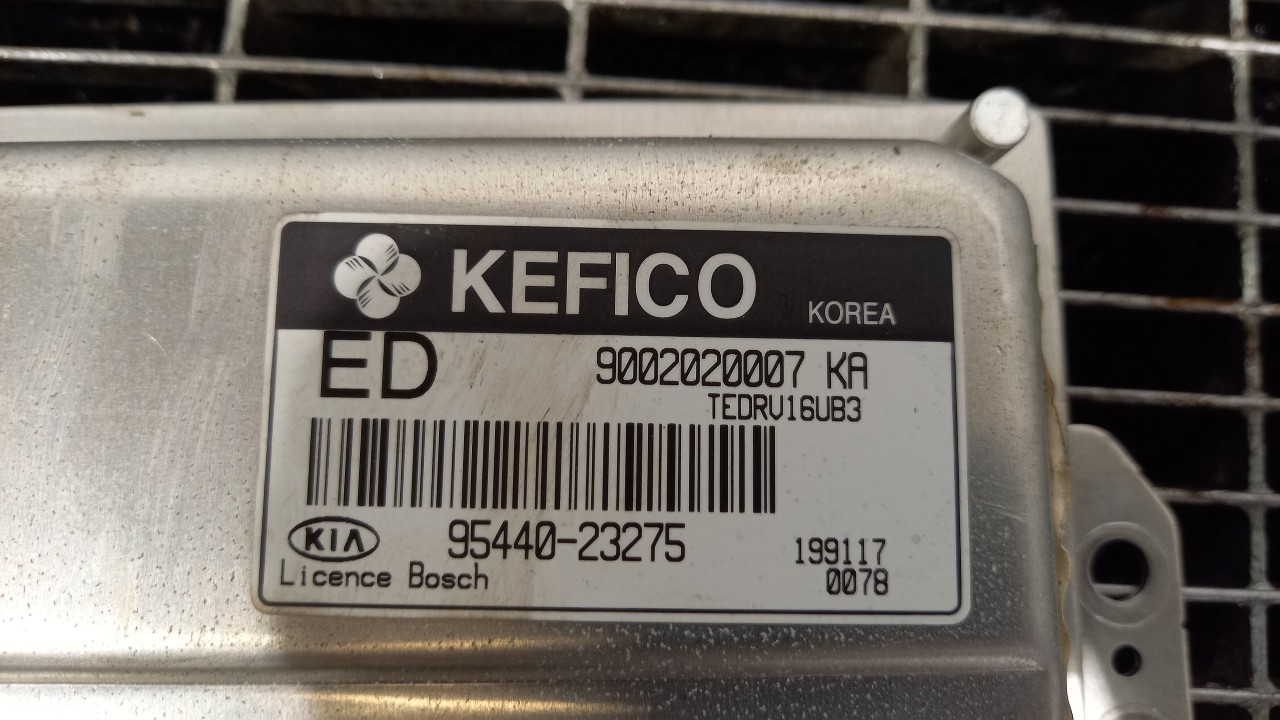 KEFICO KOREA
ED 9002020007 KA
TEDRV16UB3
KIA 95440-23275 199117
Licence Bosch 0078